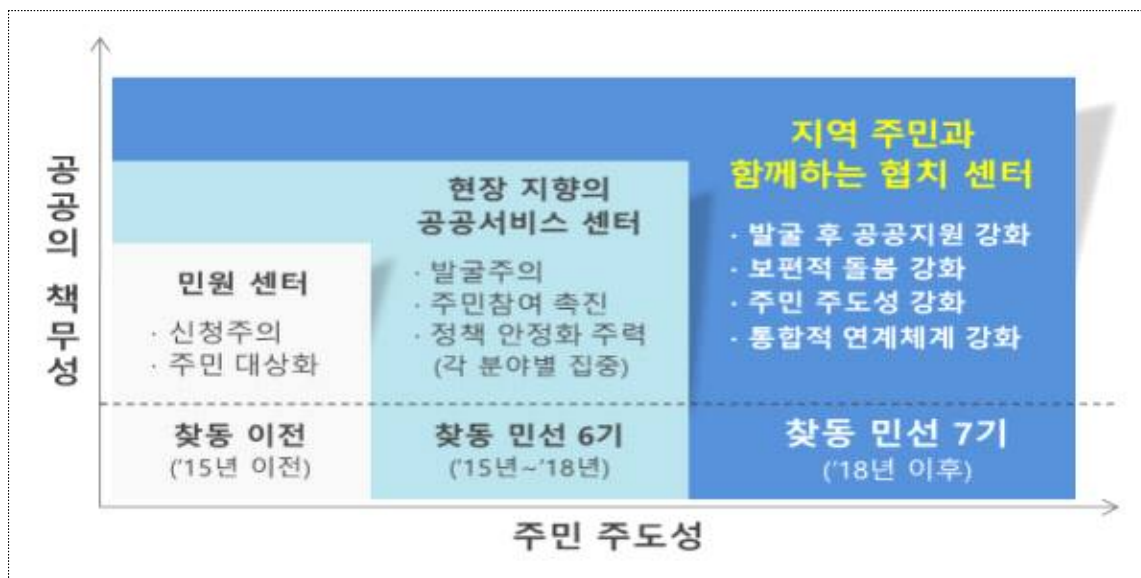 공공의 책무성
민원 센터
· 신청주의
· 주민 대상화
찾동 이전
('15년 이전)
현장 지향의
공공서비스 센터
· 발굴주의
· 주민참여 촉진
· 정책 안정화 주력
(각 분야별 집중)
찾동 민선 6기
('15년~'18년)
지역 주민과
함께하는 협치 센터
· 발굴 후 공공지원 강화
· 보편적 돌봄 강화
· 주민 주도성 강화
· 통합적 연계체계 강화
찾동 민선 7기
('18년 이후)
주민 주도성